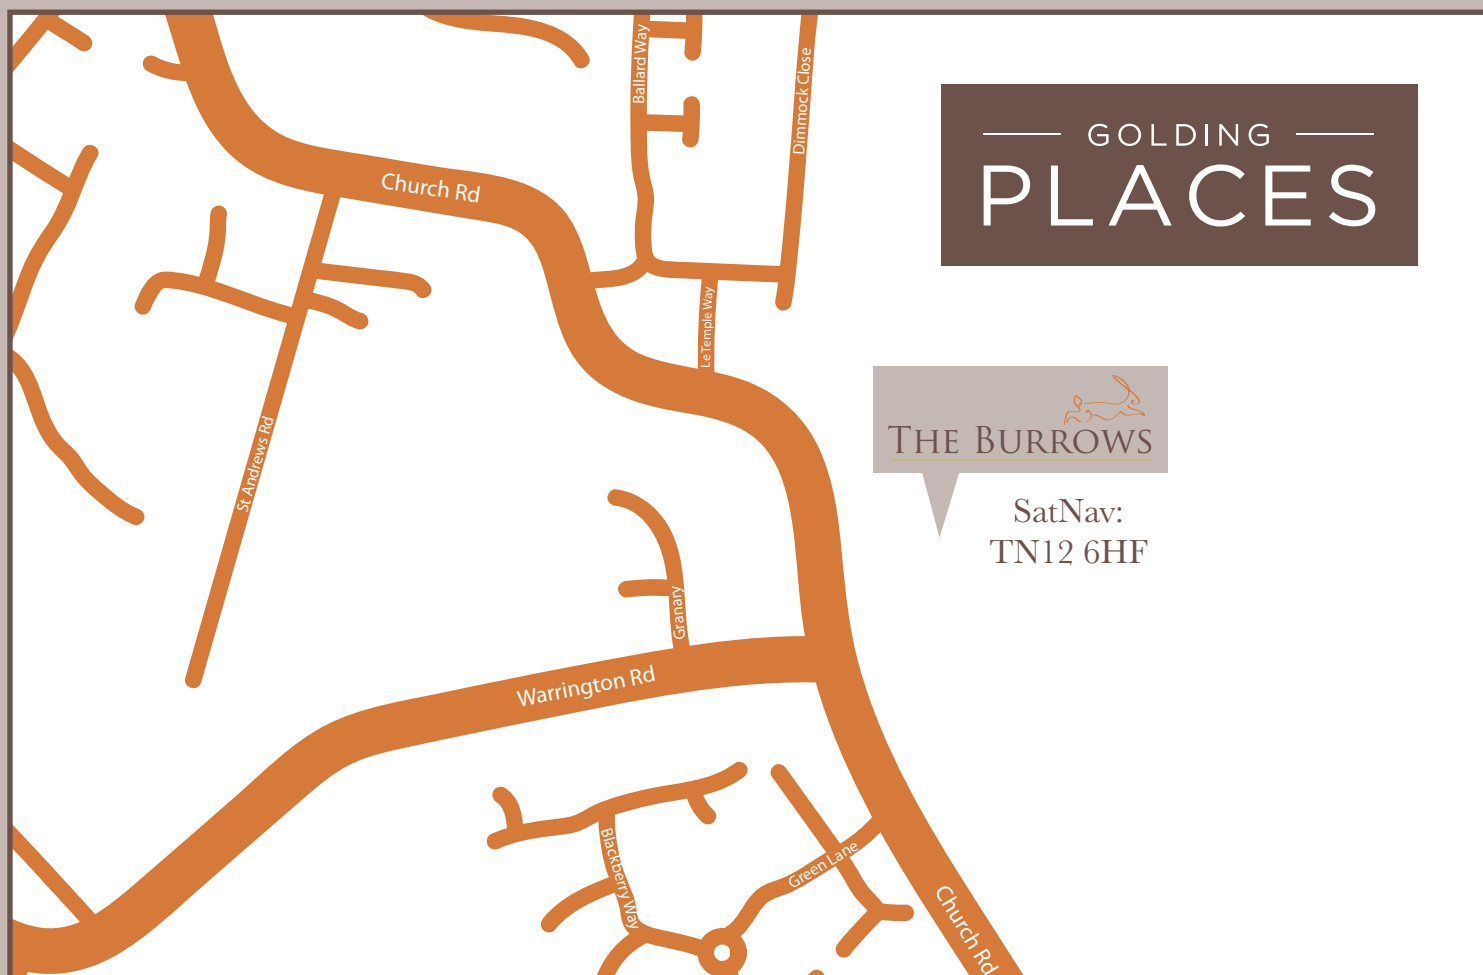 Ballard Way
Dimmock Close
GOLDING
PLACES
Church Rd
Le Temple Way
THE BURROWS
St Andrews Rd
SatNav:
TN12 6HF
Granary
Warrington Rd
Blackberry Way
Green Lane
Church Rd